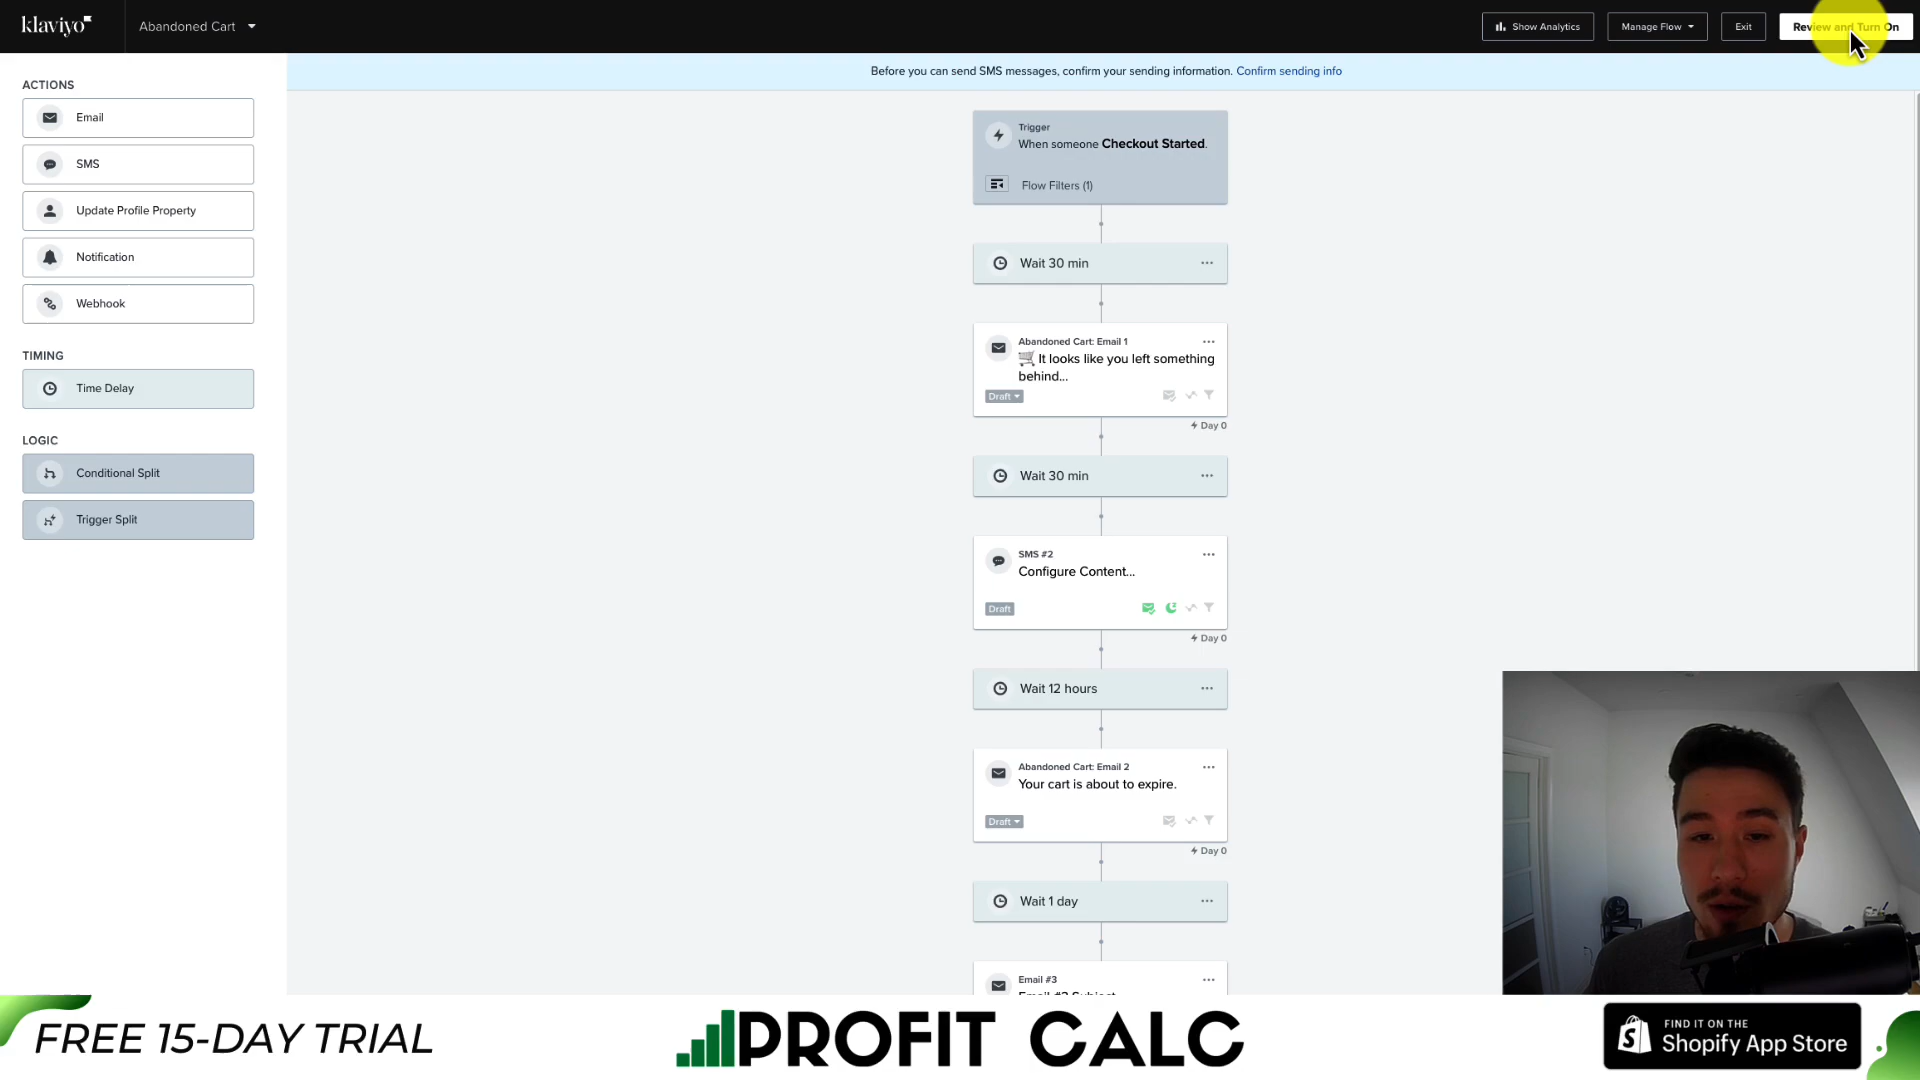 klaviyo
Abandoned Cart
Show Analytics
Manage Flow
Exit
Review and Turn On
Before you can send SMS messages, confirm your sending information. Confirm sending info
ACTIONS
Email
SMS
Update Profile Property
Notification
Webhook
TIMING
Time Delay
LOGIC
Conditional Split
Trigger Split
Trigger
When someone Checkout Started.
Flow Filters (1)
Wait 30 min
Abandoned Cart: Email 1
🛒 It looks like you left something
behind...
Draft
Day 0
Wait 30 min
SMS #2
Configure Content...
Draft
Day 0
Wait 12 hours
Abandoned Cart: Email 2
Your cart is about to expire.
Draft
Day 0
Wait 1 day
Email #3
FREE 15-DAY TRIAL
PROFIT CALC
FIND IT ON THE
Shopify App Store